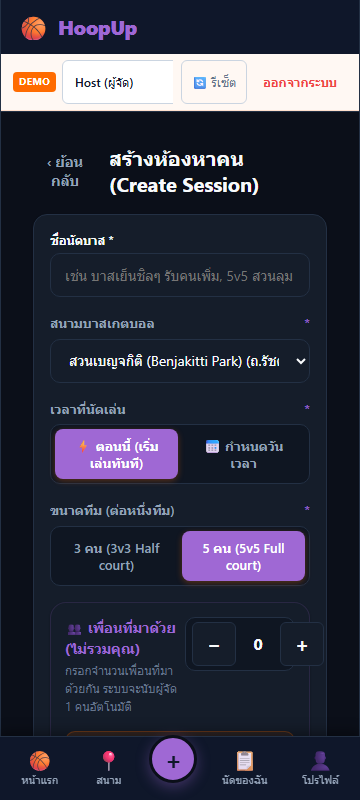 HoopUp
DEMO
Host (ผู้จัด)
รีเซ็ต
ออกจากระบบ
‹ ย้อน
กลับ
สร้างห้องหาคน
(Create Session)
ชื่อนัดบาส *
เช่น บาสเย็นชิลๆ รับคนเพิ่ม, 5v5 สวนลุม
สนามบาสเกตบอล *
สวนเบญจกิติ (Benjakitti Park) (ถ.รัช
เวลาที่นัดเล่น *
ตอนนี้ (เริ่ม
เล่นทันที)
กำหนดวัน
เวลา
ขนาดทีม (ต่อหนึ่งทีม) *
3 คน (3v3 Half
court)
5 คน (5v5 Full
court)
เพื่อนที่มาด้วย
(ไม่รวมคุณ)
− 0 +
กรอกจำนวนเพื่อนที่มา
ด้วยกัน ระบบจะนับผู้จัด
1 คนอัตโนมัติ
+
หน้าแรก
สนาม
นัดของฉัน
โปรไฟล์